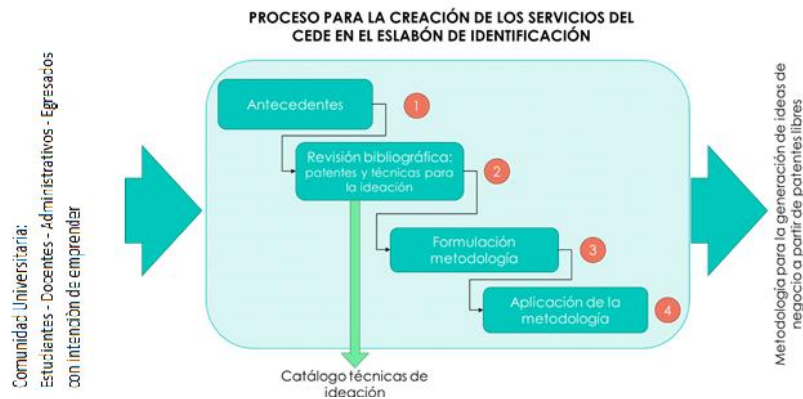 PROCESO PARA LA CREACIÓN DE LOS SERVICIOS DEL
CEDE EN EL ESLABÓN DE IDENTIFICACIÓN
Comunidad Universitaria:
Estudiantes - Docentes - Administrativos - Egresados
con intención de emprender
Antecedentes
1
Revisión bibliográfica:
patentes y técnicas para
la ideación
2
Formulación
metodología
3
Aplicación de la
metodología
4
Catálogo técnicas de
ideación
Metodología para la generación de ideas de
negocio a partir de patentes libres